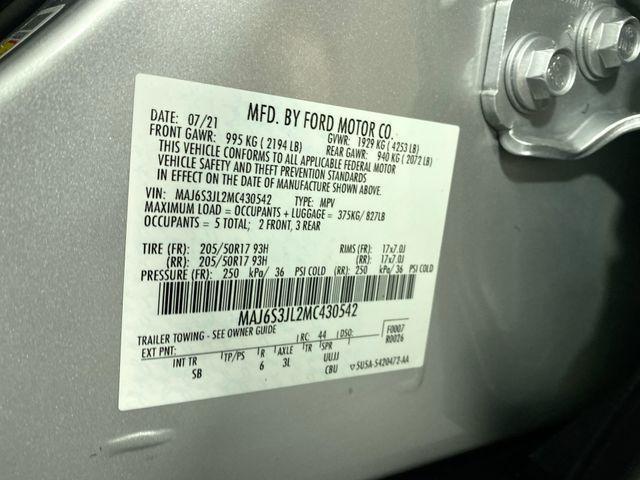 MFD. BY FORD MOTOR CO.
DATE: 07/21 GVWR: 1929 KG (4253 LB)
FRONT GAWR: 995 KG (2194 LB) REAR GAWR: 940 KG (2072 LB)
THIS VEHICLE CONFORMS TO ALL APPLICABLE FEDERAL MOTOR
VEHICLE SAFETY AND THEFT PREVENTION STANDARDS
IN EFFECT ON THE DATE OF MANUFACTURE SHOWN ABOVE.
VIN: MAJ6S3JL2MC430542 TYPE: MPV
MAXIMUM LOAD = OCCUPANTS + LUGGAGE = 375KG/827LB
OCCUPANTS = 5 TOTAL; 2 FRONT, 3 REAR
TIRE (FR): 205/50R17 93H RIMS (FR): 17x7.0J
(RR): 205/50R17 93H (RR): 17x7.0J
PRESSURE (FR): 250 kPa/ 36 PSI COLD (RR): 250 kPa/ 36 PSI COLD
MAJ6S3JL2MC430542
TRAILER TOWING - SEE OWNER GUIDE F0007
EXT PNT: RC: 44 DSO: R0026
INT TR TP/PS R AXLE TR SPR UUJJ
SB 6 3L CBU 5U5A-5420472-AA